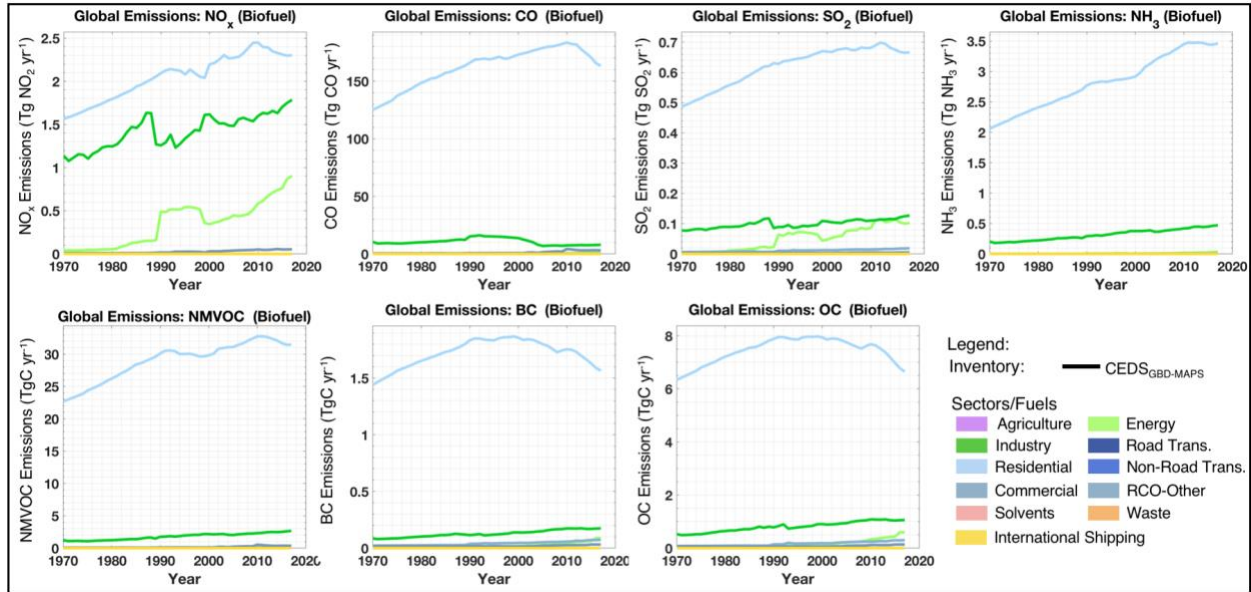 Global Emissions: NOx (Biofuel)
NOx Emissions (Tg NO2 yr-1)
2.5
2
1.5
1
0.5
0
1970 1980 1990 2000 2010 2020
Year
Global Emissions: CO (Biofuel)
CO Emissions (Tg CO yr-1)
150
100
50
0
1970 1980 1990 2000 2010 2020
Year
Global Emissions: SO2 (Biofuel)
SO2 Emissions (Tg SO2 yr-1)
0.7
0.6
0.5
0.4
0.3
0.2
0.1
0
1970 1980 1990 2000 2010 2020
Year
Global Emissions: NH3 (Biofuel)
NH3 Emissions (Tg NH3 yr-1)
3.5
3
2.5
2
1.5
1
0.5
0
1970 1980 1990 2000 2010 2020
Year
Global Emissions: NMVOC (Biofuel)
NMVOC Emissions (TgC yr-1)
30
25
20
15
10
5
0
1970 1980 1990 2000 2010 202
Year
Global Emissions: BC (Biofuel)
BC Emissions (TgC yr-1)
1.5
1
0.5
0
1970 1980 1990 2000 2010 2020
Year
Global Emissions: OC (Biofuel)
OC Emissions (TgC yr-1)
8
6
4
2
0
1970 1980 1990 2000 2010 2020
Year
Legend:
Inventory: CEDSGBD-MAPS
Sectors/Fuels
Agriculture Energy
Industry Road Trans.
Residential Non-Road Trans.
Commercial RCO-Other
Solvents Waste
International Shipping